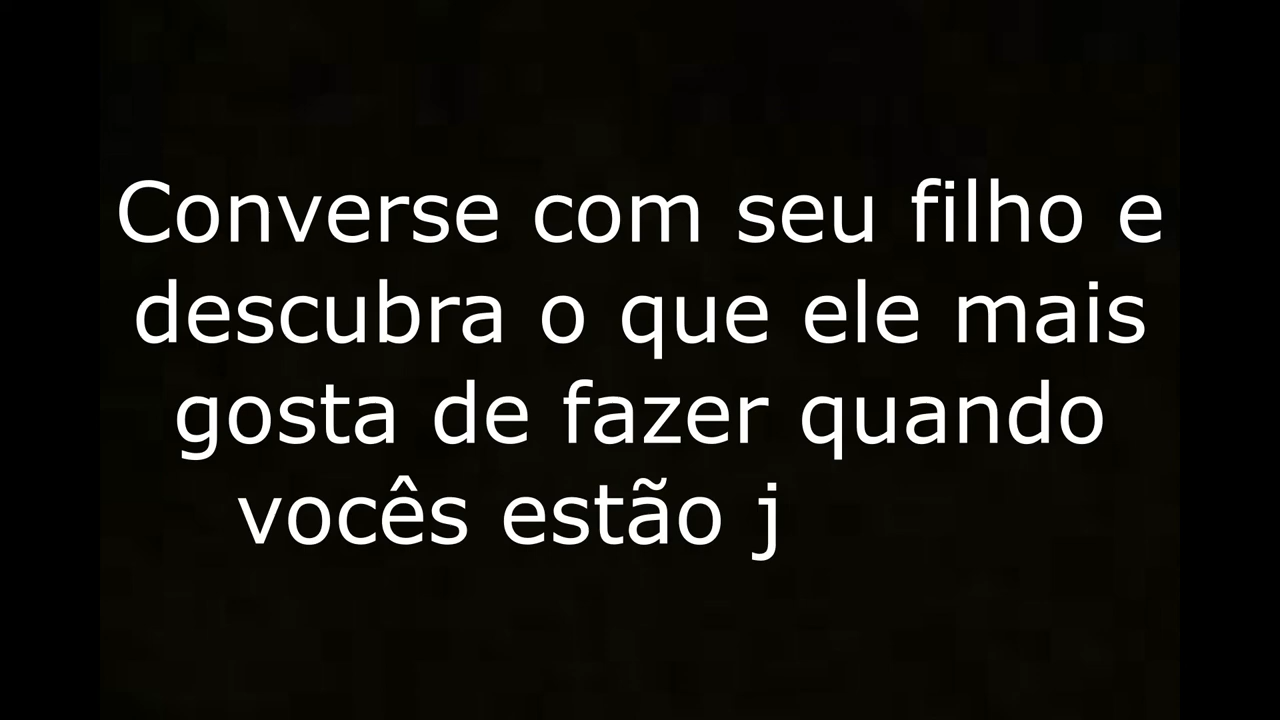 Converse com seu filho e
descubra o que ele mais
gosta de fazer quando
vocês estão j